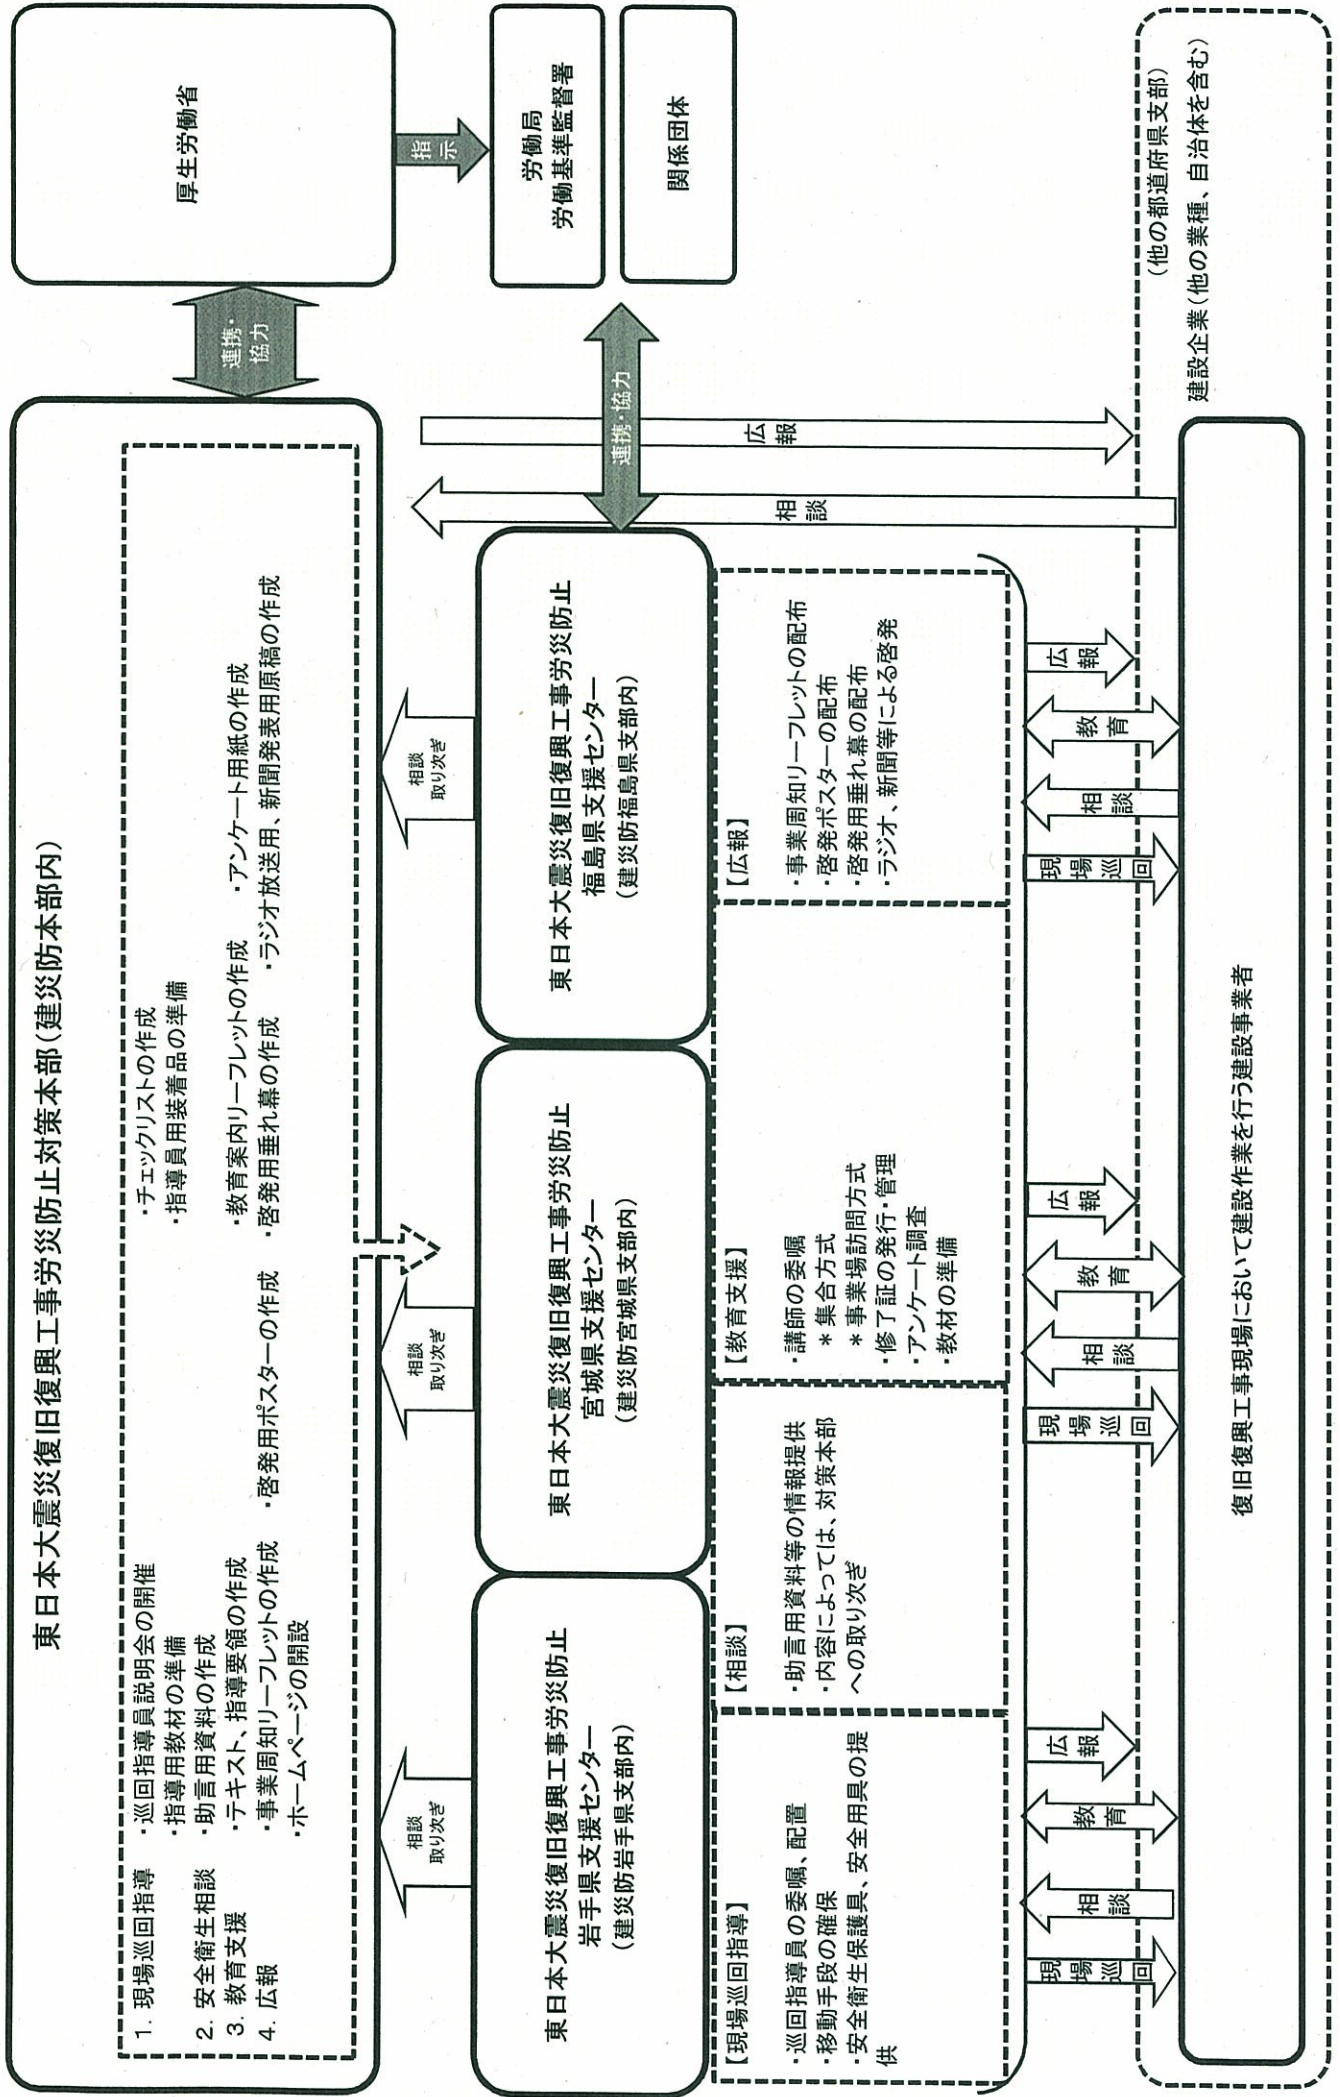 東日本大震災復旧復興工事労災防止対策本部(建災防本部内)
1. 現場巡回指導 ・巡回指導員説明会の開催 ・チェックリストの作成
・指導用教材の準備 ・指導員用装着品の準備
2. 安全衛生相談 ・助言用資料の作成
3. 教育支援 ・テキスト、指導要領の作成 ・教育案内リーフレットの作成 ・アンケート用紙の作成
4. 広報 ・事業周知リーフレットの作成 ・啓発用ポスターの作成 ・啓発用垂れ幕の作成 ・ラジオ放送用、新聞発表用原稿の作成
・ホームページの開設
連携・
協力
厚生労働省
指示
労働局
労働基準監督署
関係団体
相談
取り次ぎ
相談
取り次ぎ
相談
取り次ぎ
東日本大震災復旧復興工事労災防止
岩手県支援センター
(建災防岩手県支部内)
東日本大震災復旧復興工事労災防止
宮城県支援センター
(建災防宮城県支部内)
東日本大震災復旧復興工事労災防止
福島県支援センター
(建災防福島県支部内)
連携・協力
相談
広報
【現場巡回指導】
・巡回指導員の委嘱、配置
・移動手段の確保
・安全衛生保護具、安全用具の提
供
【相談】
・助言用資料等の情報提供
・内容によっては、対策本部
への取り次ぎ
【教育支援】
・講師の委嘱
*集合方式
*事業場訪問方式
・修了証の発行・管理
・アンケート調査
・教材の準備
【広報】
・事業周知リーフレットの配布
・啓発ポスターの配布
・啓発用垂れ幕の配布
・ラジオ、新聞等による啓発
現場巡回
相談
教育
広報
現場巡回
相談
教育
広報
現場巡回
相談
教育
広報
(他の都道府県支部)
建設企業(他の業種、自治体を含む)
復旧復興工事現場において建設作業を行う建設事業者